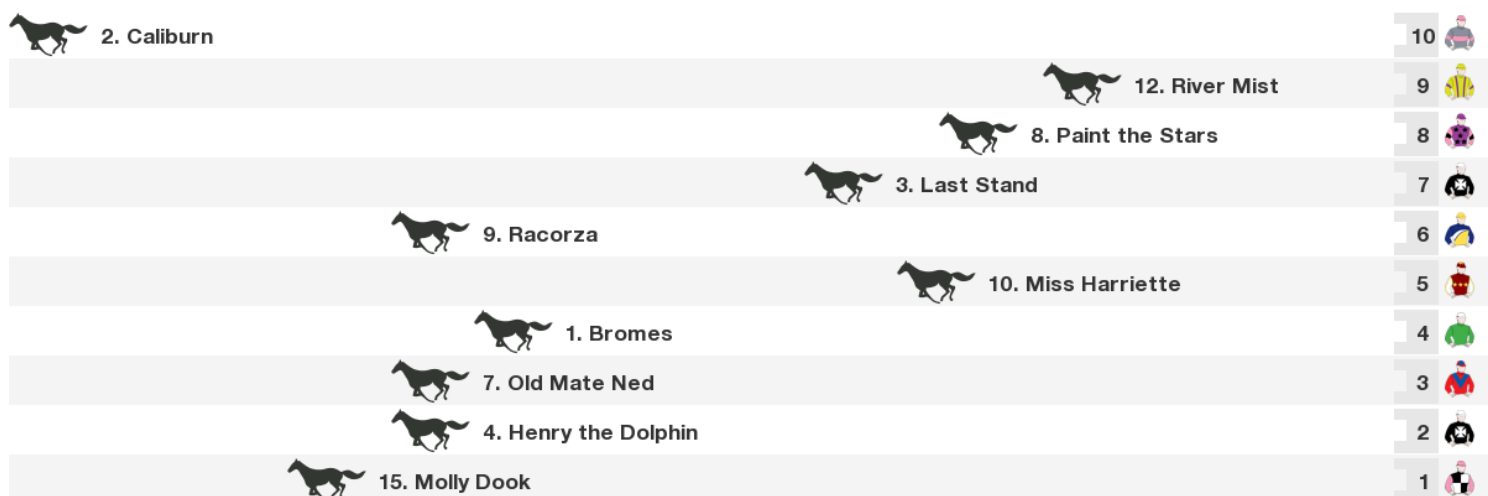 2. Caliburn 10
12. River Mist 9
8. Paint the Stars 8
3. Last Stand 7
9. Racorza 6
10. Miss Harriette 5
1. Bromes 4
7. Old Mate Ned 3
4. Henry the Dolphin 2
15. Molly Dook 1